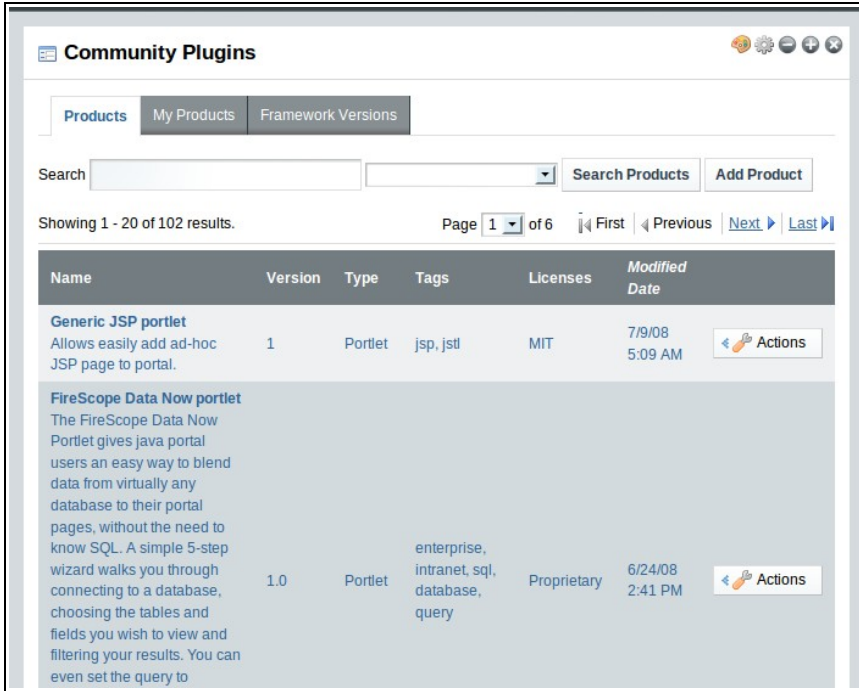 Community Plugins
Products My Products Framework Versions
Search Search Products Add Product
Showing 1 - 20 of 102 results. Page 1 of 6 First Previous Next Last
Name Version Type Tags Licenses Modified
Date
Generic JSP portlet
Allows easily add-ad-hoc
JSP page to portal.
1 Portlet jsp, jstl MIT
7/9/08
5:09 AM
Actions
FireScope Data Now portlet
The FireScope Data Now
Portlet gives java portal
users an easy way to blend
data from virtually any
database to their portal
pages, without the need to
know SQL. A simple 5-step
wizard walks you through
connecting to a database,
choosing the tables and
fields you wish to view and
filtering your results. You can
even set the query to
1.0 Portlet
enterprise,
intranet, sql,
database,
query
Proprietary
6/24/08
2:41 PM
Actions